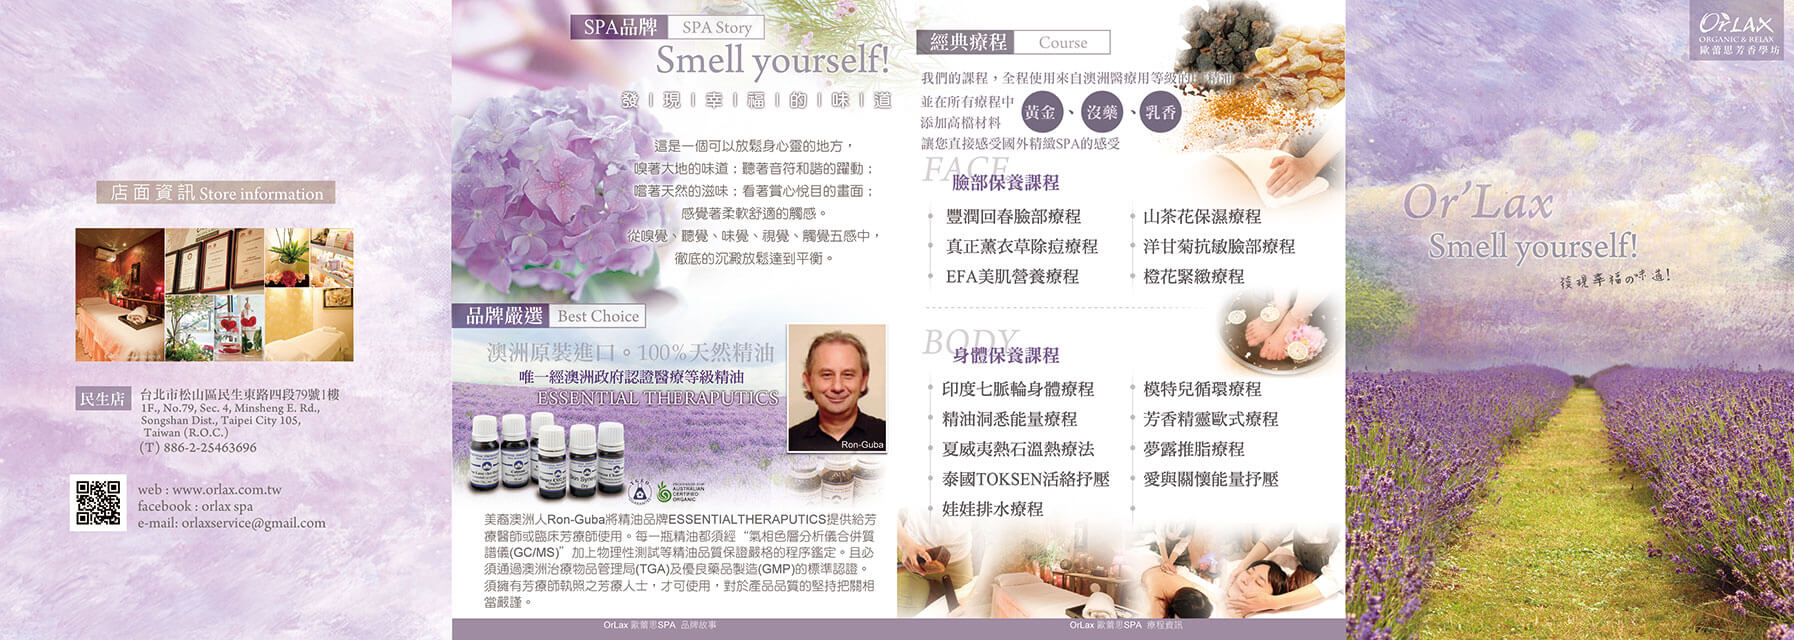 店面資訊 Store information
民生店
台北市松山區民生東路四段79號1樓
1F., No.79, Sec. 4, Minsheng E. Rd.,
Songshan Dist., Taipei City 105,
Taiwan (R.O.C.)
(T) 886-2-25463696
web : www.orlax.com.tw
facebook : orlax spa
e-mail: orlaxservice@gmail.com
SPA品牌 SPA Story
Smell yourself!
發|現|幸|福|的|味|道
這是一個可以放鬆身心靈的地方，
嗅著大地的味道；聽著音符和諧的躍動；
嚐著天然的滋味；看著賞心悅目的畫面；
感覺著柔軟舒適的觸感。
從嗅覺、聽覺、味覺、視覺、觸覺五感中，
徹底的沉澱放鬆達到平衡。
品牌嚴選 Best Choice
澳洲原裝進口。100%天然精油
唯一經澳洲政府認證醫療等級精油
ESSENTIAL THERAPUTICS
Ron-Guba
AUSTRALIAN
CERTIFIED
ORGANIC
美裔澳洲人Ron-Guba將精油品牌ESSENTIALTHERAPUTICS提供給芳
療醫師或臨床芳療師使用。每一瓶精油都須經“氣相色層分析儀合併質
譜儀(GC/MS)”加上物理性測試等精油品質保證嚴格的程序鑑定。且必
須通過澳洲治療物品管理局(TGA)及優良藥品製造(GMP)的標準認證。
須擁有芳療師執照之芳療人士，才可使用，對於產品品質的堅持把關相
當嚴謹。
OrLax 歐蕾思SPA 品牌故事
經典療程 Course
我們的課程，全程使用來自澳洲醫療用等級的ET精油
並在所有療程中
添加高檔材料
黃金、沒藥、乳香
讓您直接感受國外精緻SPA的感受
FACE
臉部保養課程
豐潤回春臉部療程
山茶花保濕療程
真正薰衣草除痘療程
洋甘菊抗敏臉部療程
EFA美肌營養療程
橙花緊緻療程
BODY
身體保養課程
印度七脈輪身體療程
模特兒循環療程
精油洞悉能量療程
芳香精靈歐式療程
夏威夷熱石溫熱療法
夢露推脂療程
泰國TOKSEN活絡抒壓
愛與關懷能量抒壓
娃娃排水療程
OrLax 歐蕾思SPA 療程資訊
Or.LAX
ORGANIC & RELAX
歐蕾思芳香學坊
Or'Lax
Smell yourself!
發現幸福の味道!